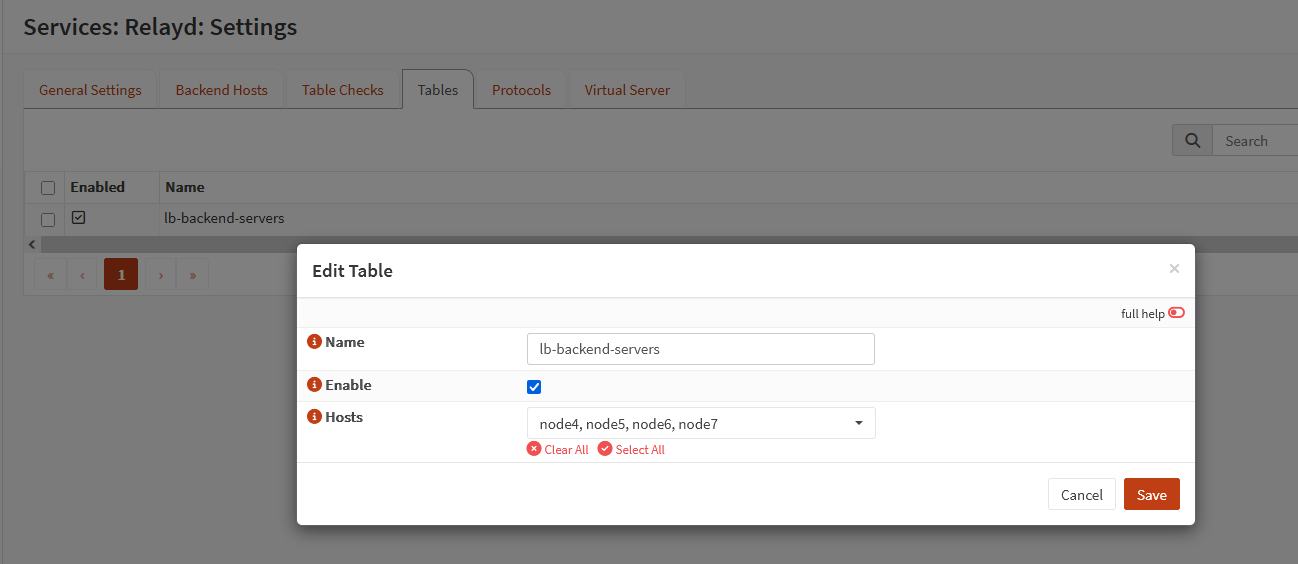 Services: Relayd: Settings
General Settings Backend Hosts Table Checks Tables Protocols Virtual Server
Search
Enabled Name
lb-backend-servers
« ‹ 1 › »
Edit Table ×
full help
Name lb-backend-servers
Enable
Hosts node4, node5, node6, node7
Clear All Select All
Cancel Save